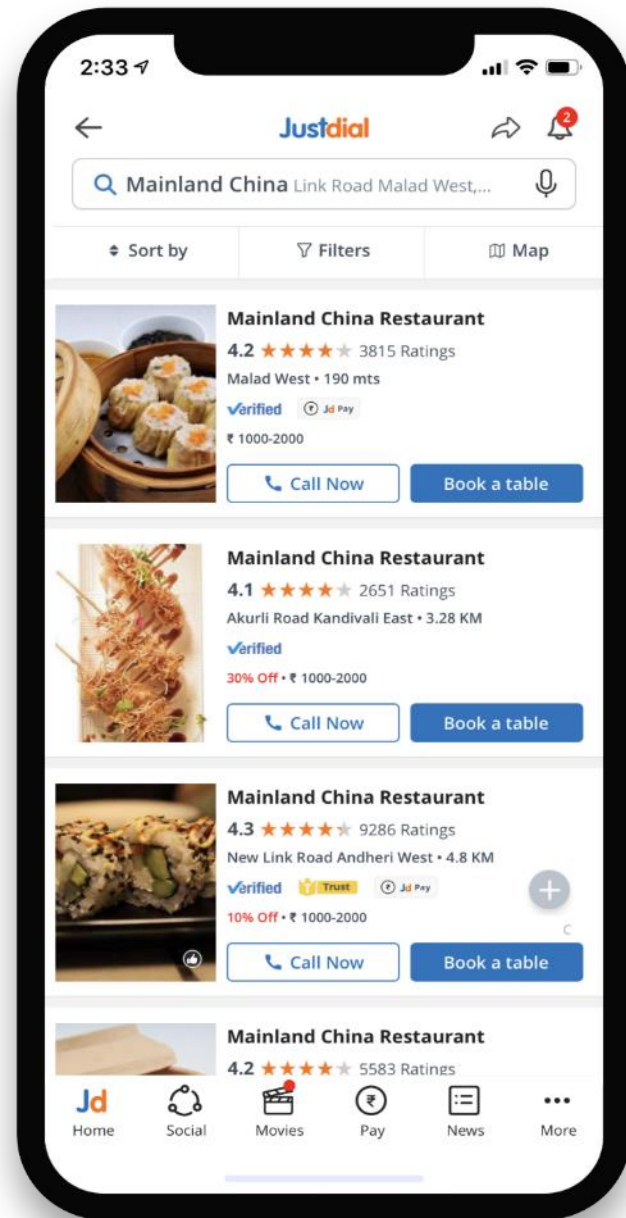 2:33
Justdial
2
Mainland China Link Road Malad West,...
Sort by
Filters
Map
Mainland China Restaurant
4.2 ★★★★★ 3815 Ratings
Malad West • 190 mts
Verified ₹ Jd Pay
₹ 1000-2000
Call Now
Book a table
Mainland China Restaurant
4.1 ★★★★★ 2651 Ratings
Akurli Road Kandivali East • 3.28 KM
Verified
30% Off • ₹ 1000-2000
Call Now
Book a table
Mainland China Restaurant
4.3 ★★★★★ 9286 Ratings
New Link Road Andheri West • 4.8 KM
Verified Trust ₹ Jd Pay
10% Off • ₹ 1000-2000
C
Call Now
Book a table
Mainland China Restaurant
4.2 ★★★★★ 5583 Ratings
Jd
₹
Home
Social
Movies
Pay
News
More